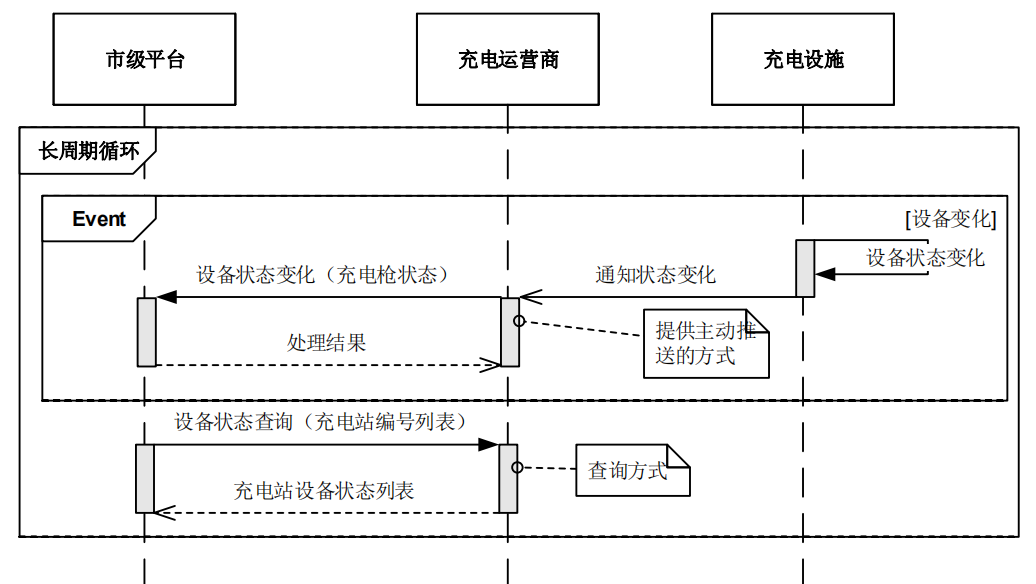 市级平台
充电运营商
充电设施
长周期循环
Event
[设备变化]
设备状态变化
设备状态变化（充电枪状态）
通知状态变化
提供主动推
送的方式
处理结果
设备状态查询（充电站编号列表）
查询方式
充电站设备状态列表